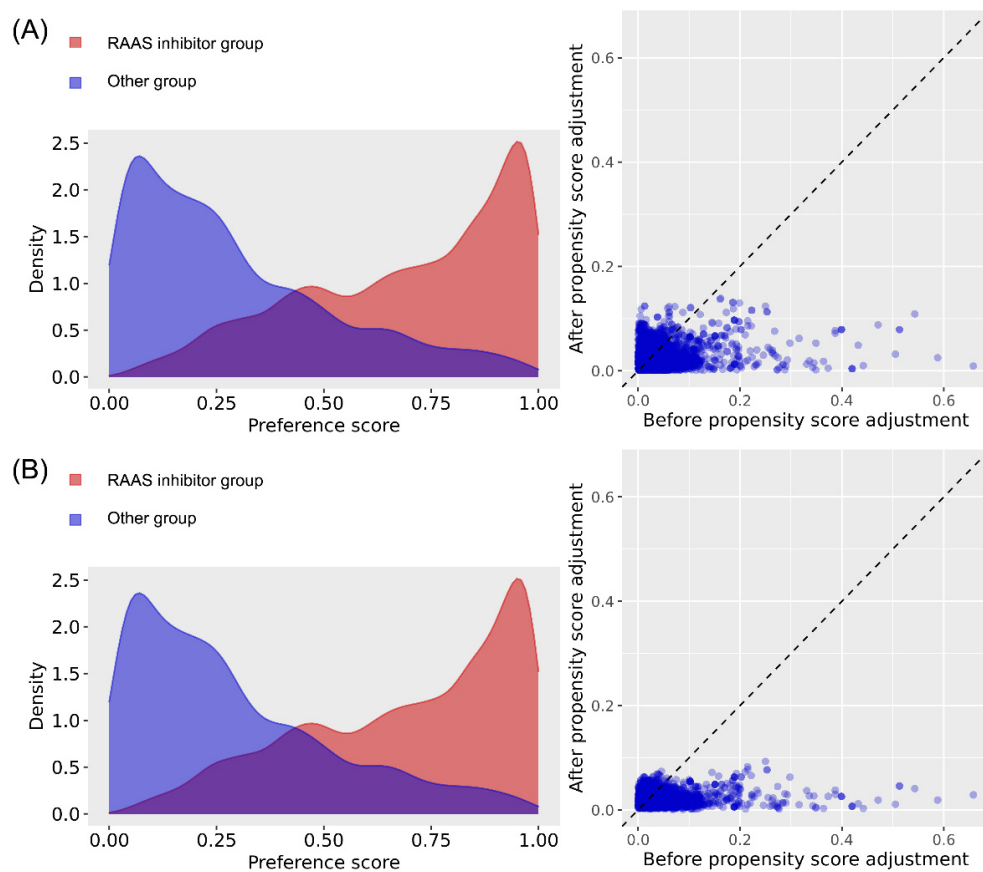 (A)
RAAS inhibitor group
Other group
Density
2.5
2.0
1.5
1.0
0.5
0.0
0.00 0.25 0.50 0.75 1.00
Preference score
After propensity score adjustment
0.6
0.4
0.2
0.0
0.0 0.2 0.4 0.6
Before propensity score adjustment
(B)
RAAS inhibitor group
Other group
Density
2.5
2.0
1.5
1.0
0.5
0.0
0.00 0.25 0.50 0.75 1.00
Preference score
After propensity score adjustment
0.6
0.4
0.2
0.0
0.0 0.2 0.4 0.6
Before propensity score adjustment